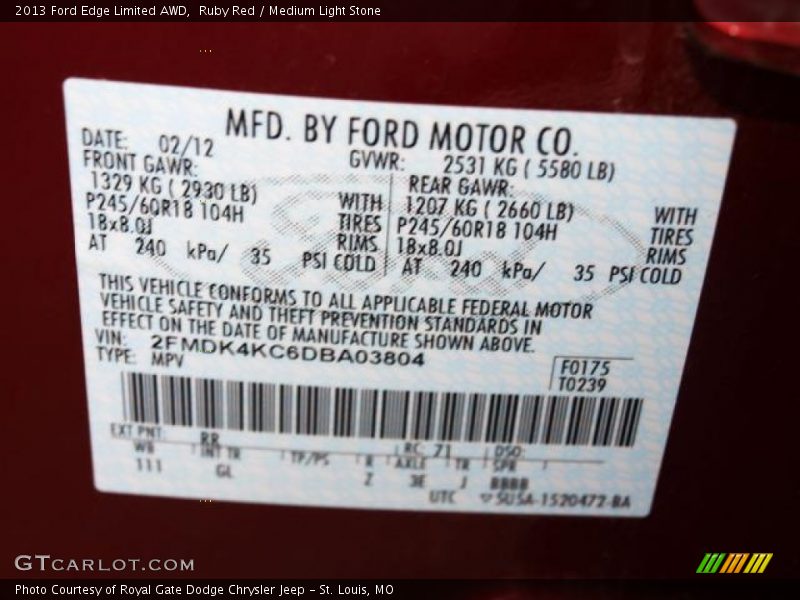 2013 Ford Edge Limited AWD,  Ruby Red / Medium Light Stone
MFD. BY FORD MOTOR CO.
DATE: 02/12
GVWR: 2531 KG ( 5580 LB)
FRONT GAWR:
1329 KG ( 2930 LB)
P245/60R18 104H
18x8.0J
WITH
TIRES
RIMS
AT 240 kPa/ 35 PSI COLD
REAR GAWR:
1207 KG ( 2660 LB)
P245/60R18 104H
18x8.0J
WITH
TIRES
RIMS
AT 240 kPa/ 35 PSI COLD
THIS VEHICLE CONFORMS TO ALL APPLICABLE FEDERAL MOTOR
VEHICLE SAFETY AND THEFT PREVENTION STANDARDS IN
EFFECT ON THE DATE OF MANUFACTURE SHOWN ABOVE.
VIN: 2FMDK4KC6DBA03804
TYPE: MPV
F0175
T0239
EXT PNT: RR RC: 71 DSO:
WB INT TR TP/PS R AXLE TR SPR
111 GL Z 3E J BBBB
UTC 5U5A-1520472-BA
GTCARLOT.COM
Photo Courtesy of Royal Gate Dodge Chrysler Jeep – St. Louis, MO